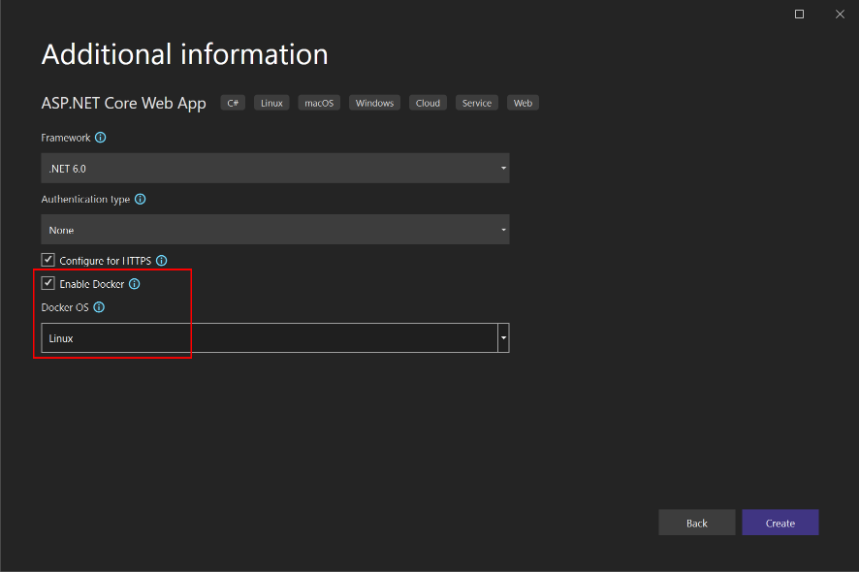 Additional information
ASP.NET Core Web App C# Linux macOS Windows Cloud Service Web
Framework
.NET 6.0
Authentication type
None
Configure for HTTPS
Enable Docker
Docker OS
Linux
Back Create